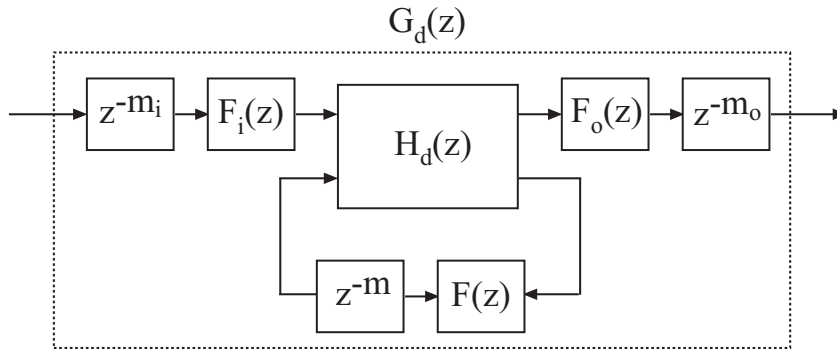 G_d(z)
z^-m_i
F_i(z)
H_d(z)
F_o(z)
z^-m_o
z^-m
F(z)